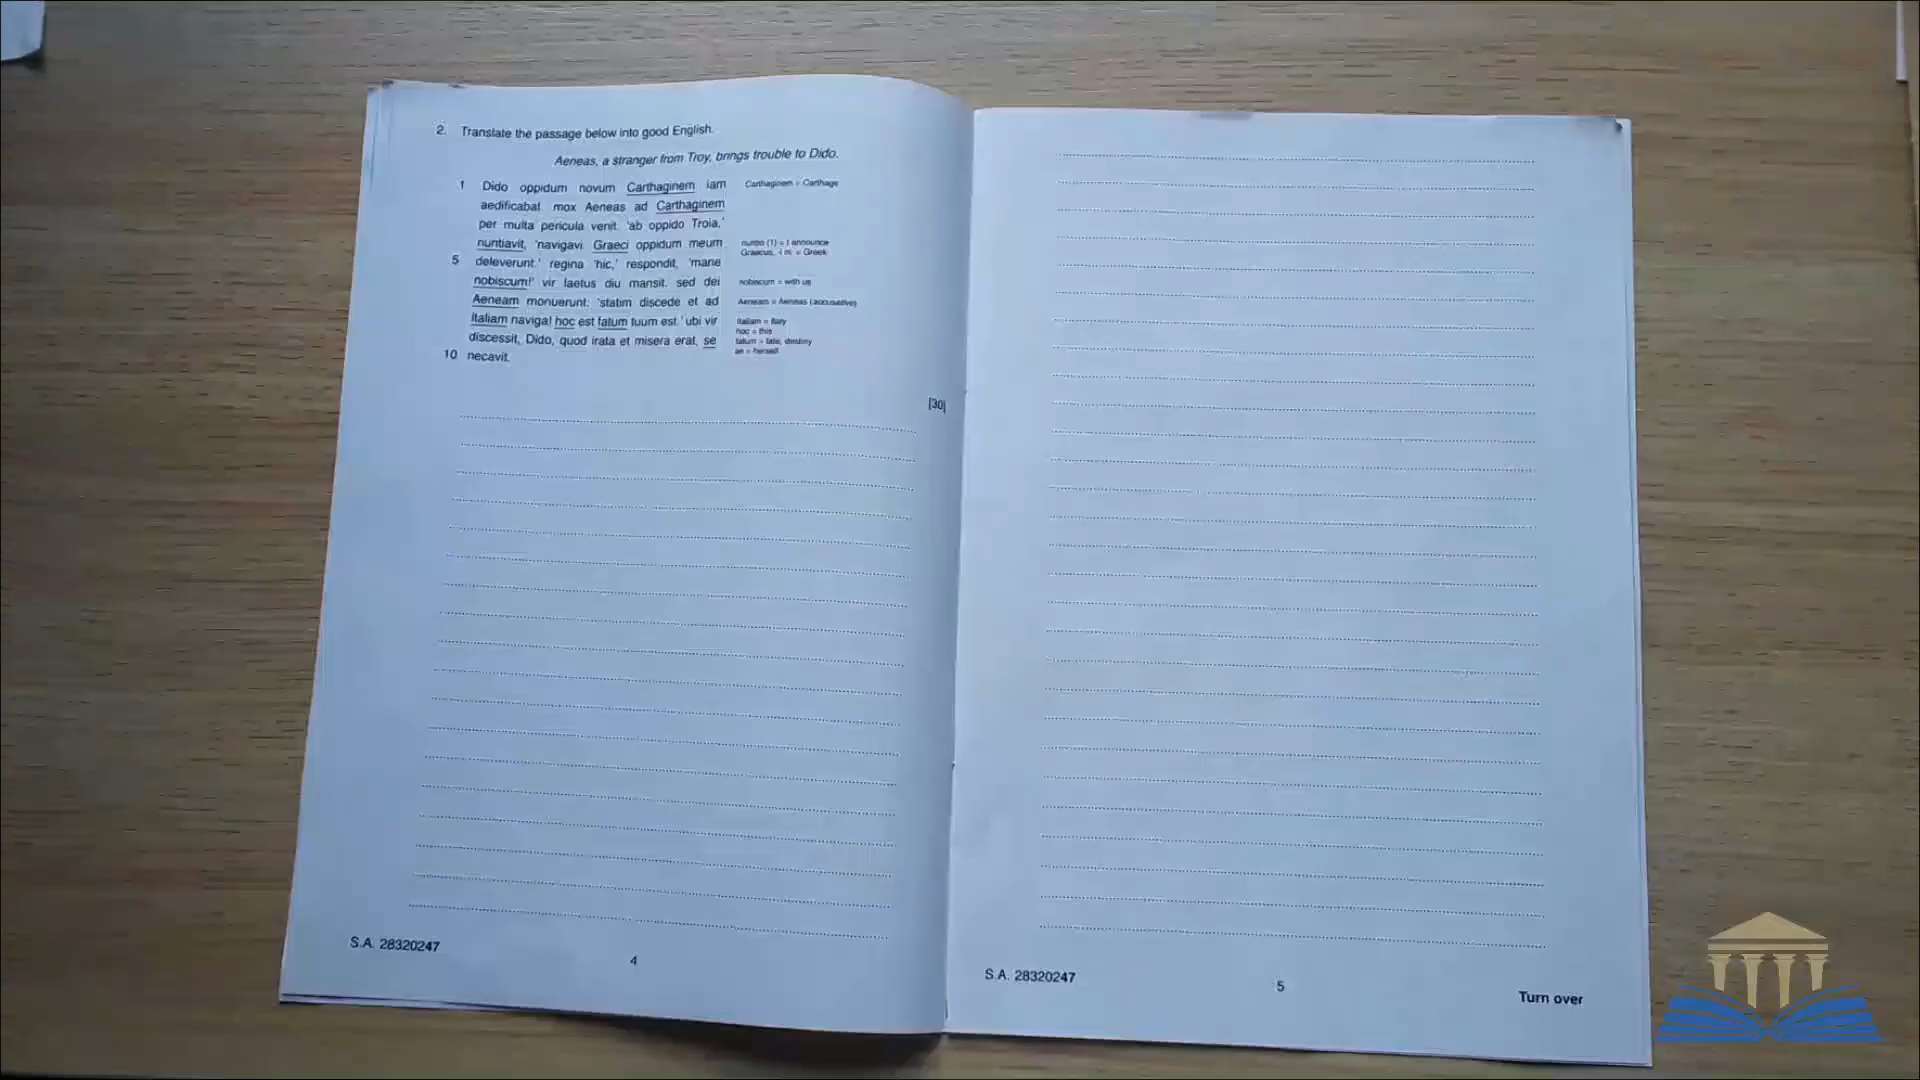 2. Translate the passage below into good English.
Aeneas, a stranger from Troy, brings trouble to Dido.
1 Dido oppidum novum Carthaginem iam
aedificabat. mox Aeneas ad Carthaginem
per multa pericula venit. 'ab oppido Troia,'
nuntiavit, 'navigavi. Graeci oppidum meum
5 deleverunt.' regina 'hic,' respondit, 'mane
nobiscum!' vir laetus diu mansit. sed dei
Aeneam monuerunt: 'statim discede et ad
Italiam naviga! hoc est fatum tuum est.' ubi vir
discessit, Dido, quod irata et misera erat, se
10 necavit.
Carthaginem = Carthage
nuntio (1) = I announce
Graecus, -i m. = Greek
nobiscum = with us
Aeneam = Aeneas (accusative)
Italiam = Italy
hoc = this
fatum = fate, destiny
se = herself
[30]
S.A. 28320247
4
S.A. 28320247
5
Turn over